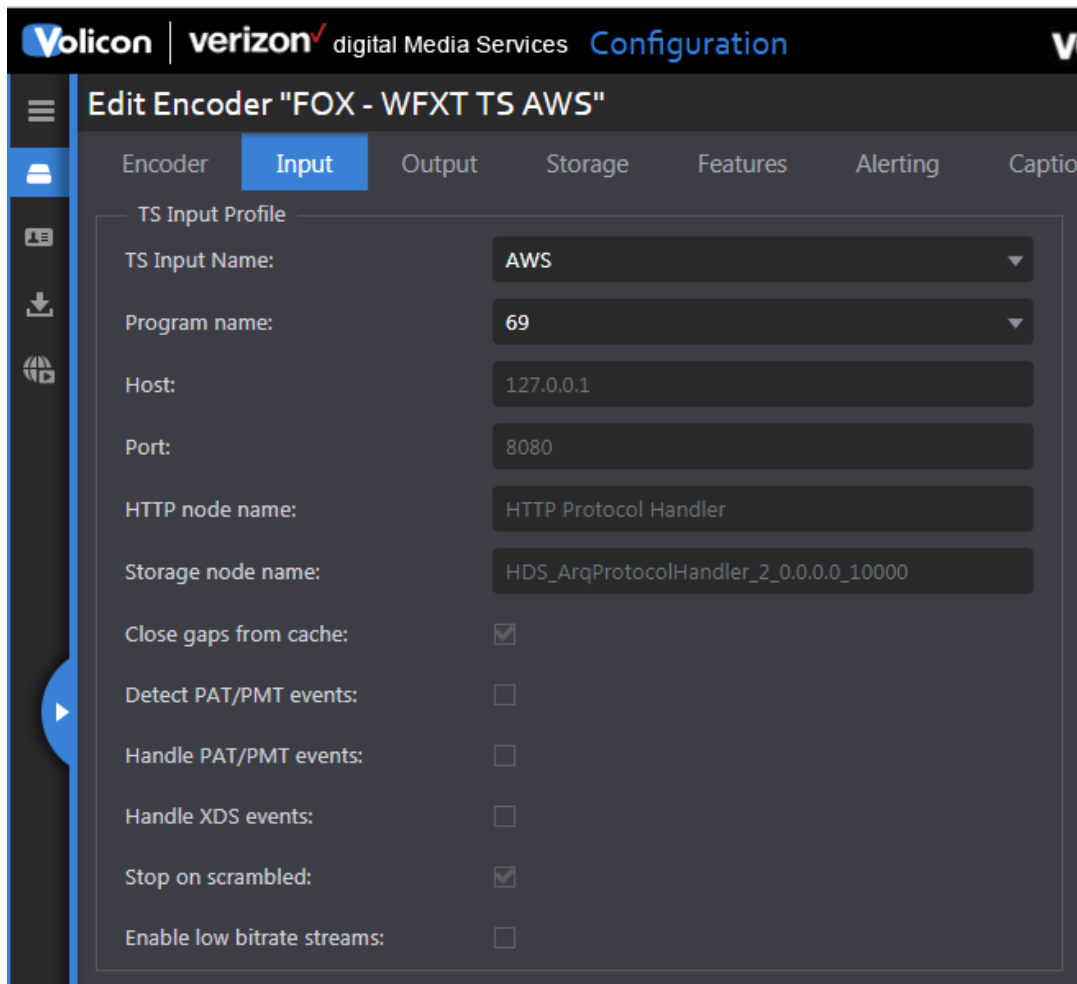 Volicon | verizon✓ digital Media Services Configuration V
Edit Encoder "FOX - WFXT TS AWS"
Encoder Input Output Storage Features Alerting Captio
TS Input Profile
TS Input Name: AWS
Program name: 69
Host: 127.0.0.1
Port: 8080
HTTP node name: HTTP Protocol Handler
Storage node name: HDS_ArqProtocolHandler_2_0.0.0.0_10000
Close gaps from cache:
Detect PAT/PMT events:
Handle PAT/PMT events:
Handle XDS events:
Stop on scrambled:
Enable low bitrate streams: